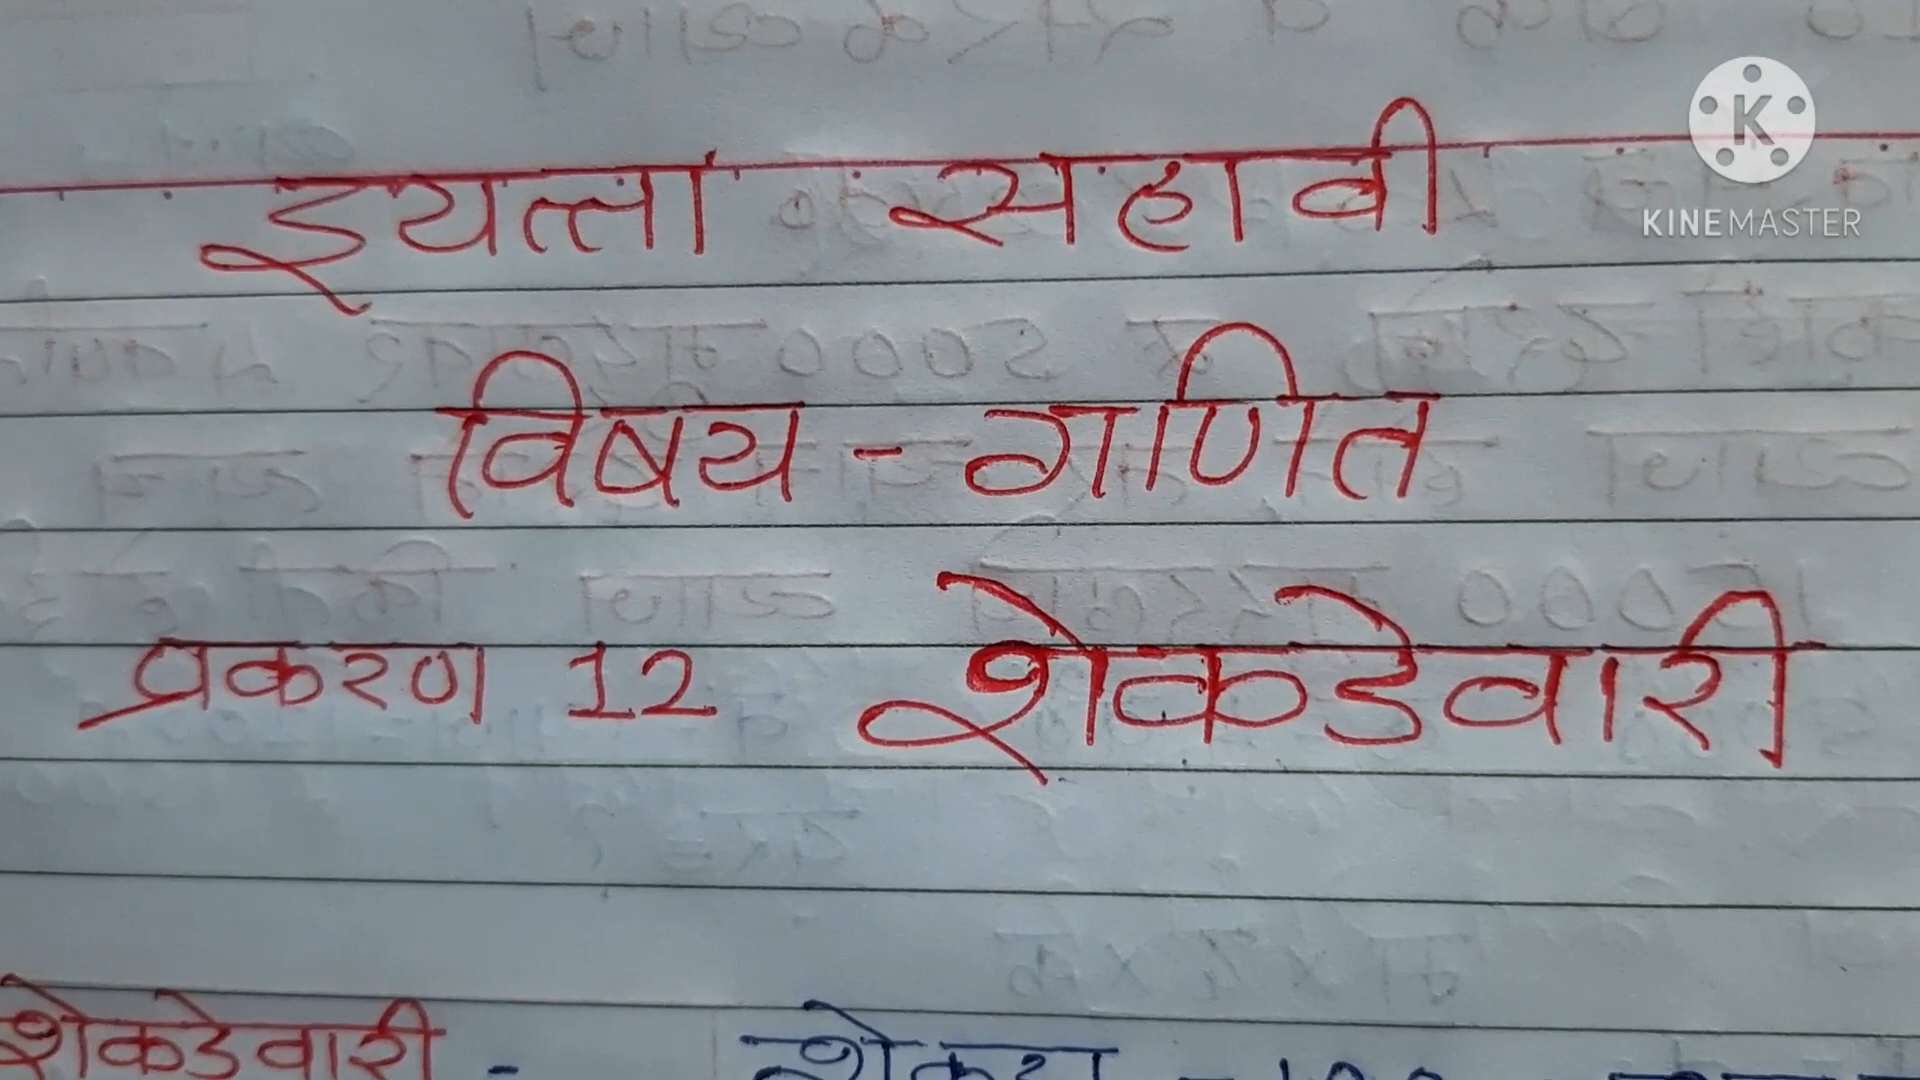 इयत्ता सहावी
KINEMASTER
विषय - गणित
प्रकरण 12 शेकडेवारी
शेकडेवारी -